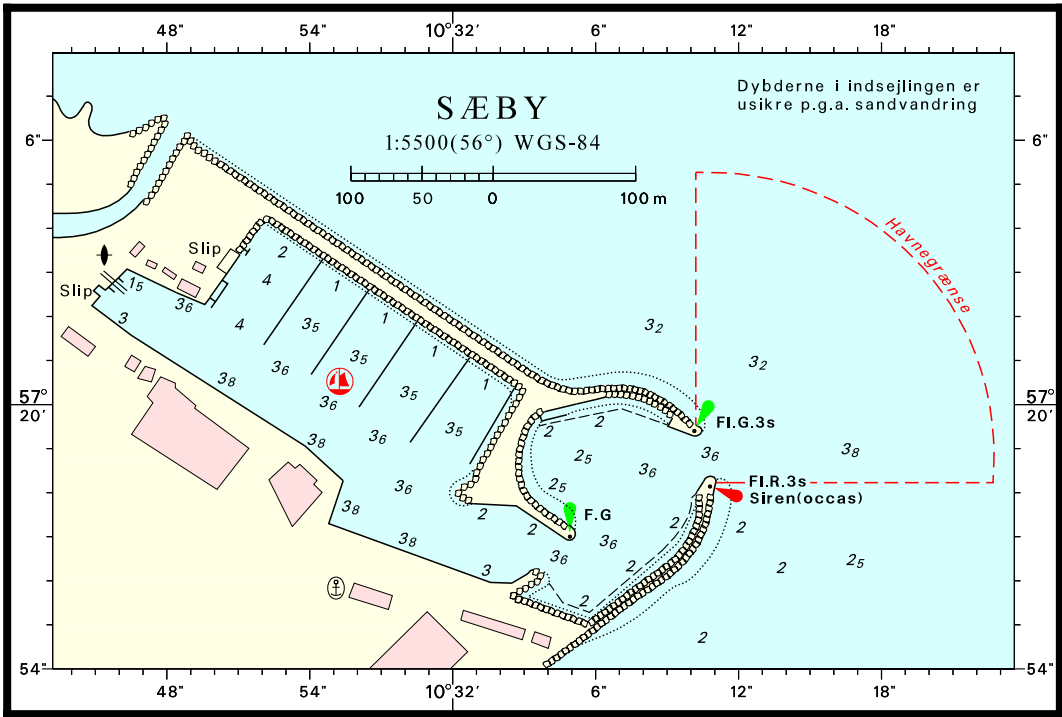 48" 54" 10°32′ 6" 12" 18"
SÆBY
1:5500(56°) WGS-84
100 50 0 100 m
Dybderne i indsejlingen er
usikre p.g.a. sandvandring
6" 6"
Havnegrænse
Slip
2
Slip
1₅ 3₆ 4 1
3 4 3₅ 1 3₂
3₆ 3₅ 1 3₂
3₈ 3₆ 3₅ 1
57° 20′
57° 20′
Fl.G.3s
3₈ 3₆ 3₅ 2 2 3₆ 3₈
2₅ 3₆
Fl.R.3s
Siren(occas)
3₆ 2₅
3₈ 2 F.G 2 2
3₈ 2 3₆
3 3₆ 2 2 2₅
2
2
54" 54"
48" 54" 10°32′ 6" 12" 18"